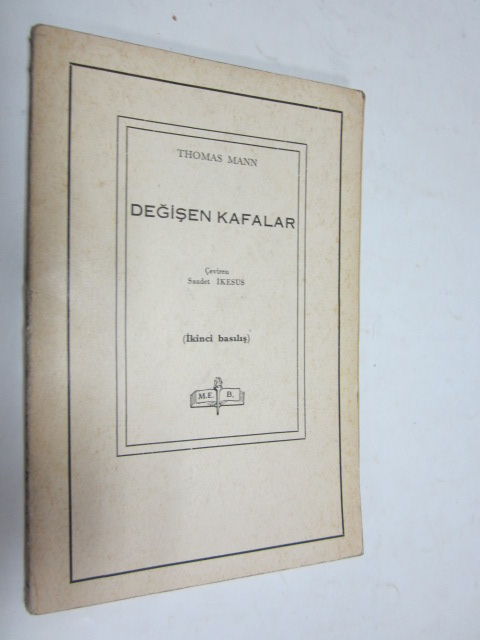 THOMAS MANN
DEĞİŞEN KAFALAR
Çeviren
Saadet İKESUS
(İkinci basılış)
M.E. B.